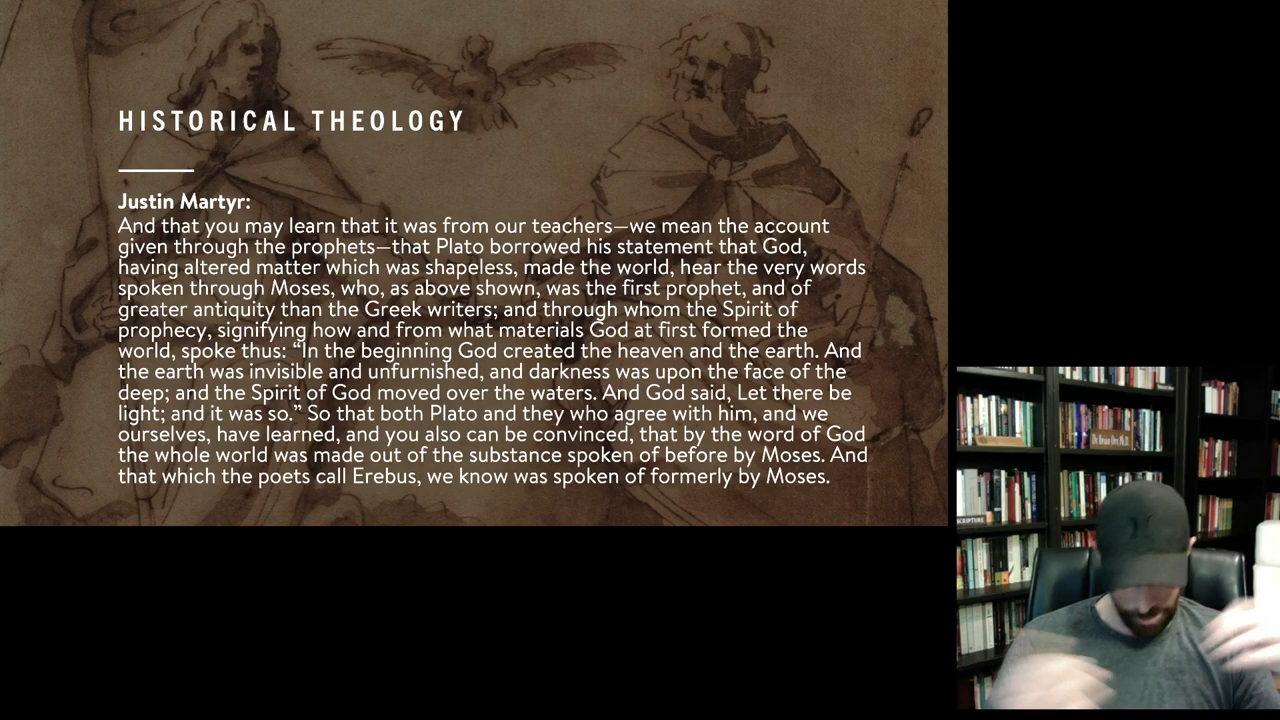 HISTORICAL THEOLOGY
Justin Martyr:
And that you may learn that it was from our teachers—we mean the account
given through the prophets—that Plato borrowed his statement that God,
having altered matter which was shapeless, made the world, hear the very words
spoken through Moses, who, as above shown, was the first prophet, and of
greater antiquity than the Greek writers; and through whom the Spirit of
prophecy, signifying how and from what materials God at first formed the
world, spoke thus: “In the beginning God created the heaven and the earth. And
the earth was invisible and unfurnished, and darkness was upon the face of the
deep; and the Spirit of God moved over the waters. And God said, Let there be
light; and it was so.” So that both Plato and they who agree with him, and we
ourselves, have learned, and you also can be convinced, that by the word of God
the whole world was made out of the substance spoken of before by Moses. And
that which the poets call Erebus, we know was spoken of formerly by Moses.
Dr. Brian Orr, Ph.D.
SCRIPTURE